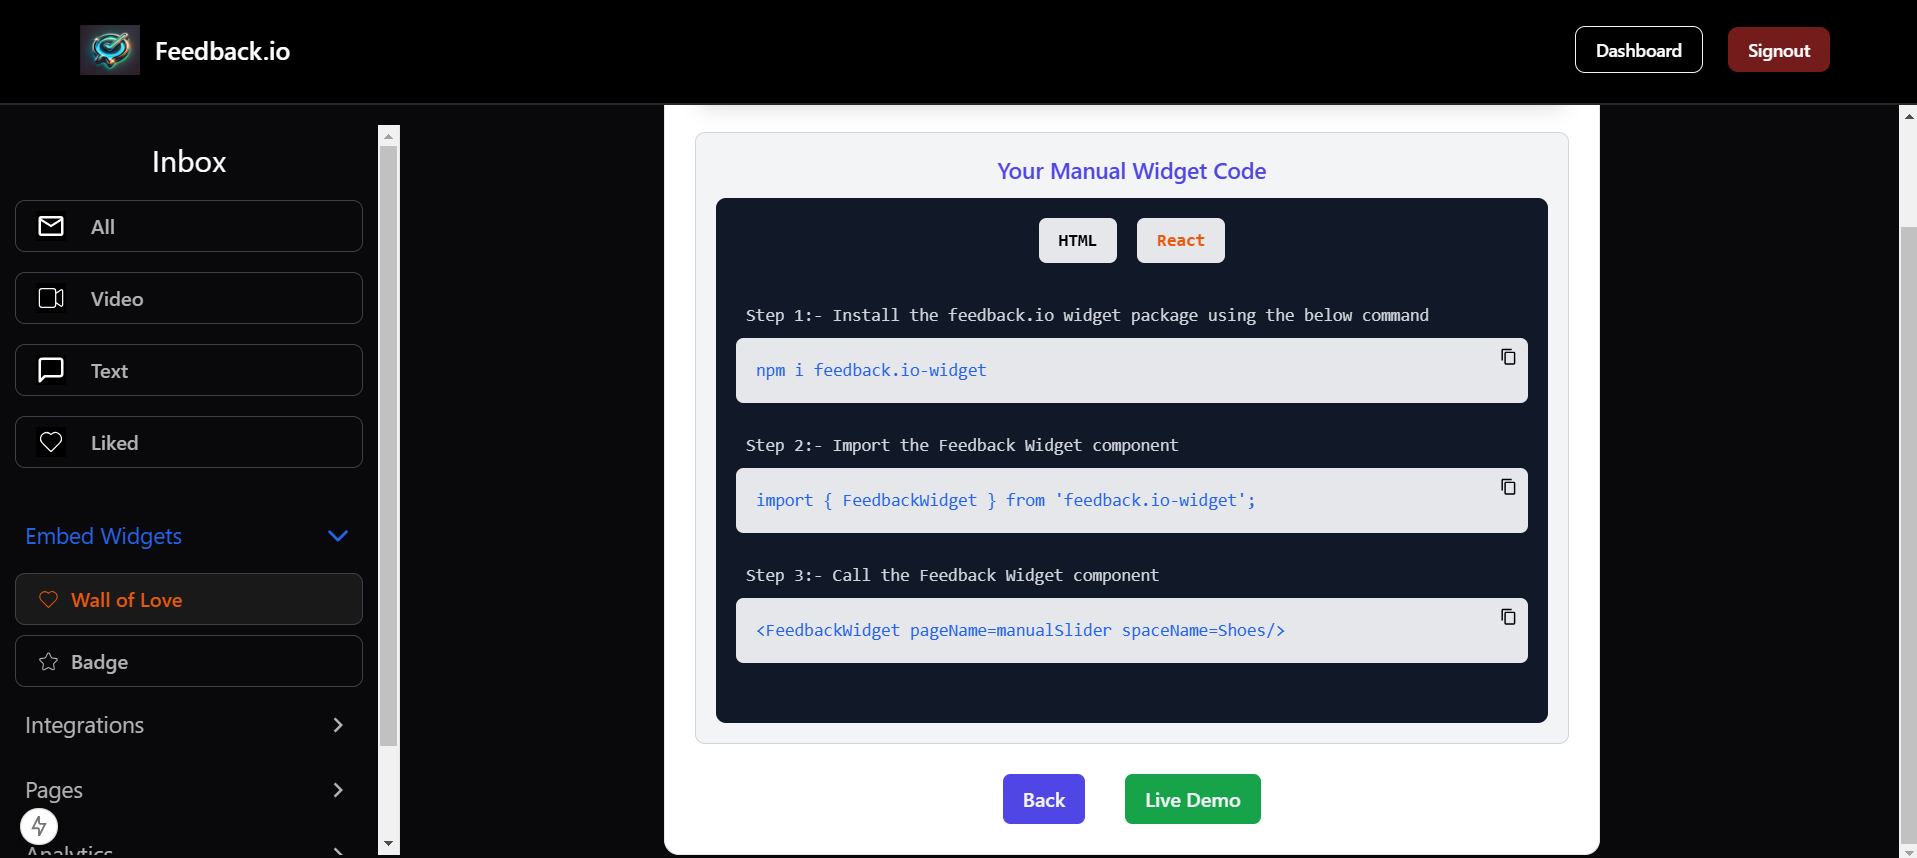 Feedback.io
Dashboard
Signout
Inbox
All
Video
Text
Liked
Embed Widgets
Wall of Love
Badge
Integrations
Pages
Analytics
Your Manual Widget Code
HTML
React
Step 1:- Install the feedback.io widget package using the below command
npm i feedback.io-widget
Step 2:- Import the Feedback Widget component
import { FeedbackWidget } from 'feedback.io-widget';
Step 3:- Call the Feedback Widget component
<FeedbackWidget pageName=manualSlider spaceName=Shoes/>
Back
Live Demo